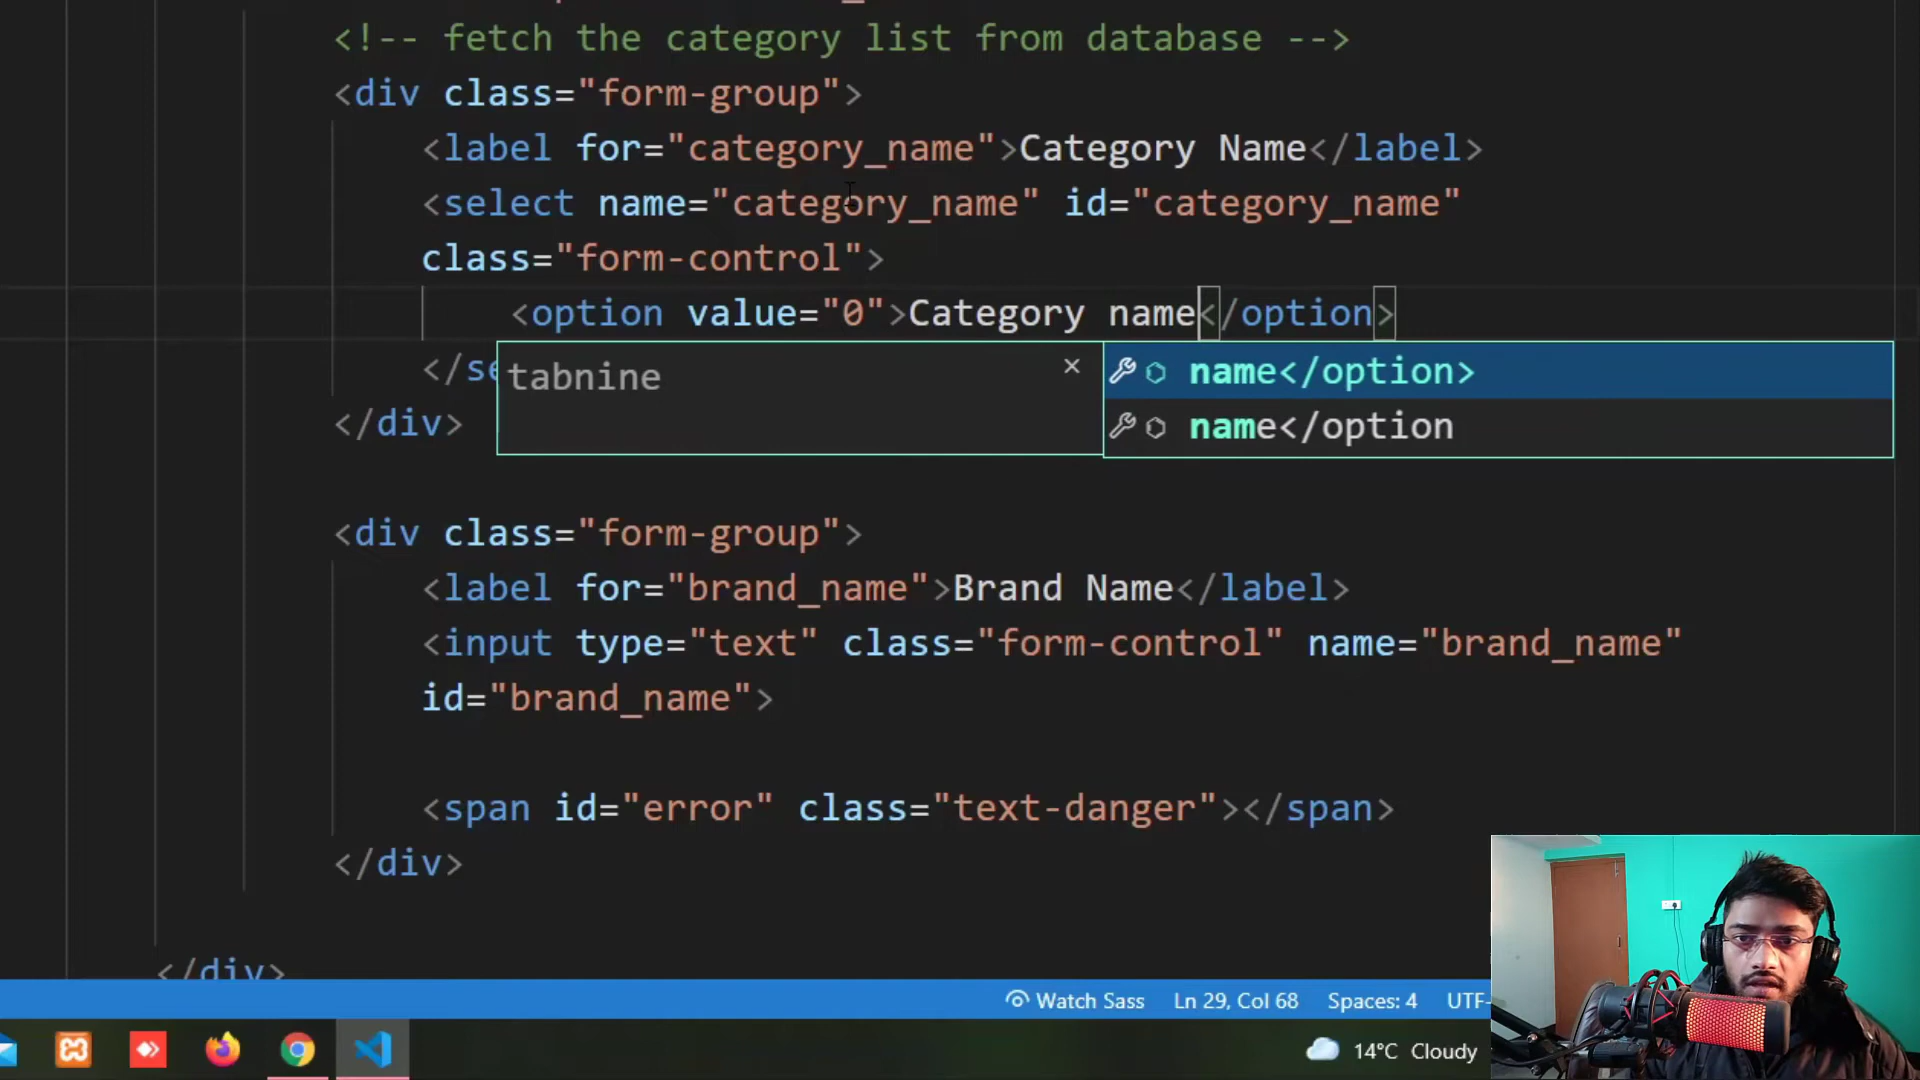 <!-- fetch the category list from database -->
<div class="form-group">
<label for="category_name">Category Name</label>
<select name="category_name" id="category_name"
class="form-control">
<option value="0">Category name</option>
</se
tabnine ×
name</option>
name</option
</div>
<div class="form-group">
<label for="brand_name">Brand Name</label>
<input type="text" class="form-control" name="brand_name"
id="brand_name">
<span id="error" class="text-danger"></span>
</div>
</div>
Watch Sass Ln 29, Col 68 Spaces: 4 UTF-
14°C Cloudy